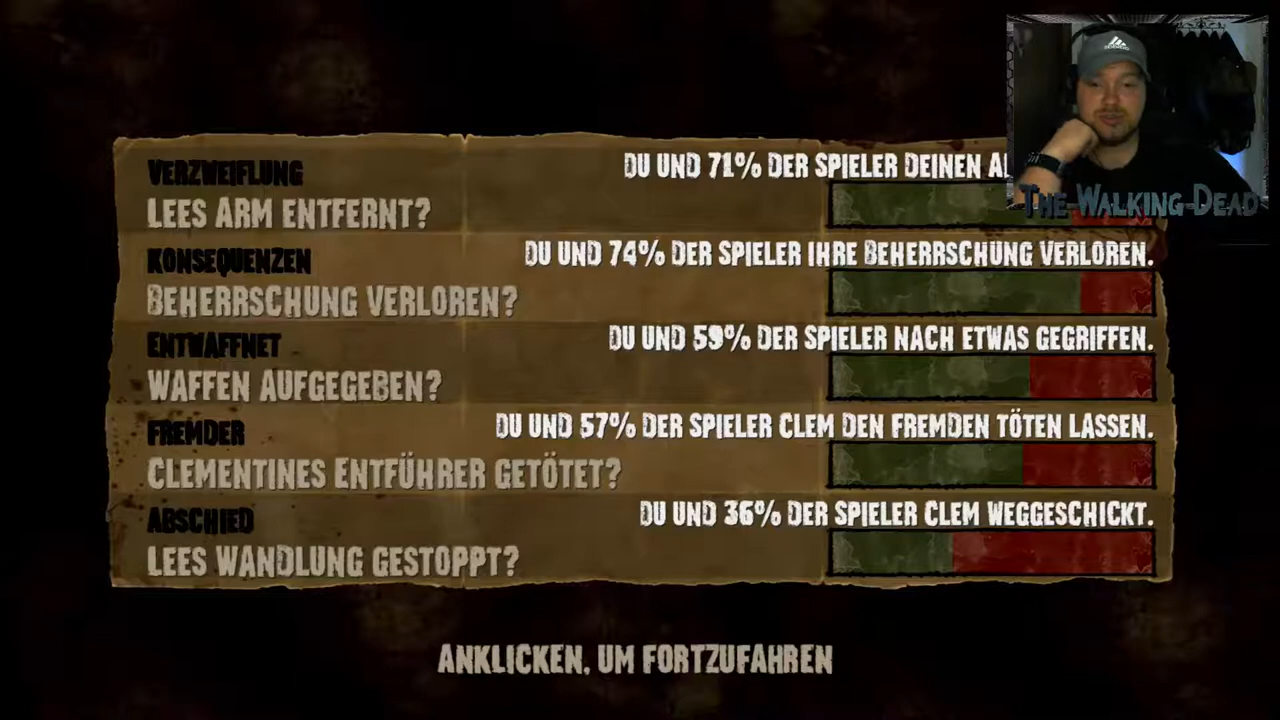 VERZWEIFLUNG
DU UND 71% DER SPIELER DEINEN
LEES ARM ENTFERNT?
KONSEQUENZEN
DU UND 74% DER SPIELER IHRE BEHERRSCHUNG VERLOREN.
BEHERRSCHUNG VERLOREN?
ENTWAFFNET
DU UND 59% DER SPIELER NACH ETWAS GEGRIFFEN.
WAFFEN AUFGEGEBEN?
FREMDER
DU UND 57% DER SPIELER CLEM DEN FREMDEN TÖTEN LASSEN.
CLEMENTINES ENTFÜHRER GETÖTET?
ABSCHIED
DU UND 36% DER SPIELER CLEM WEGGESCHICKT.
LEES WANDLUNG GESTOPPT?
ANKLICKEN, UM FORTZUFAHREN
THE WALKING DEAD